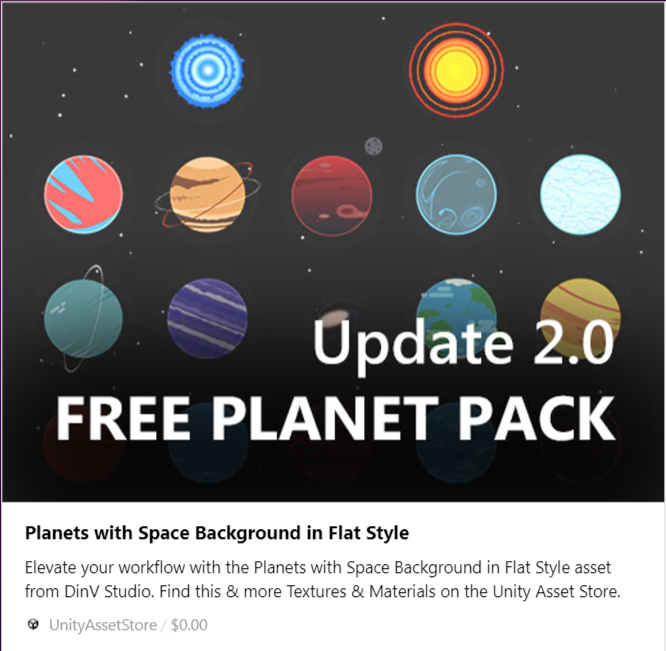 Update 2.0
FREE PLANET PACK
Planets with Space Background in Flat Style
Elevate your workflow with the Planets with Space Background in Flat Style asset
from DinV Studio. Find this & more Textures & Materials on the Unity Asset Store.
UnityAssetStore / $0.00